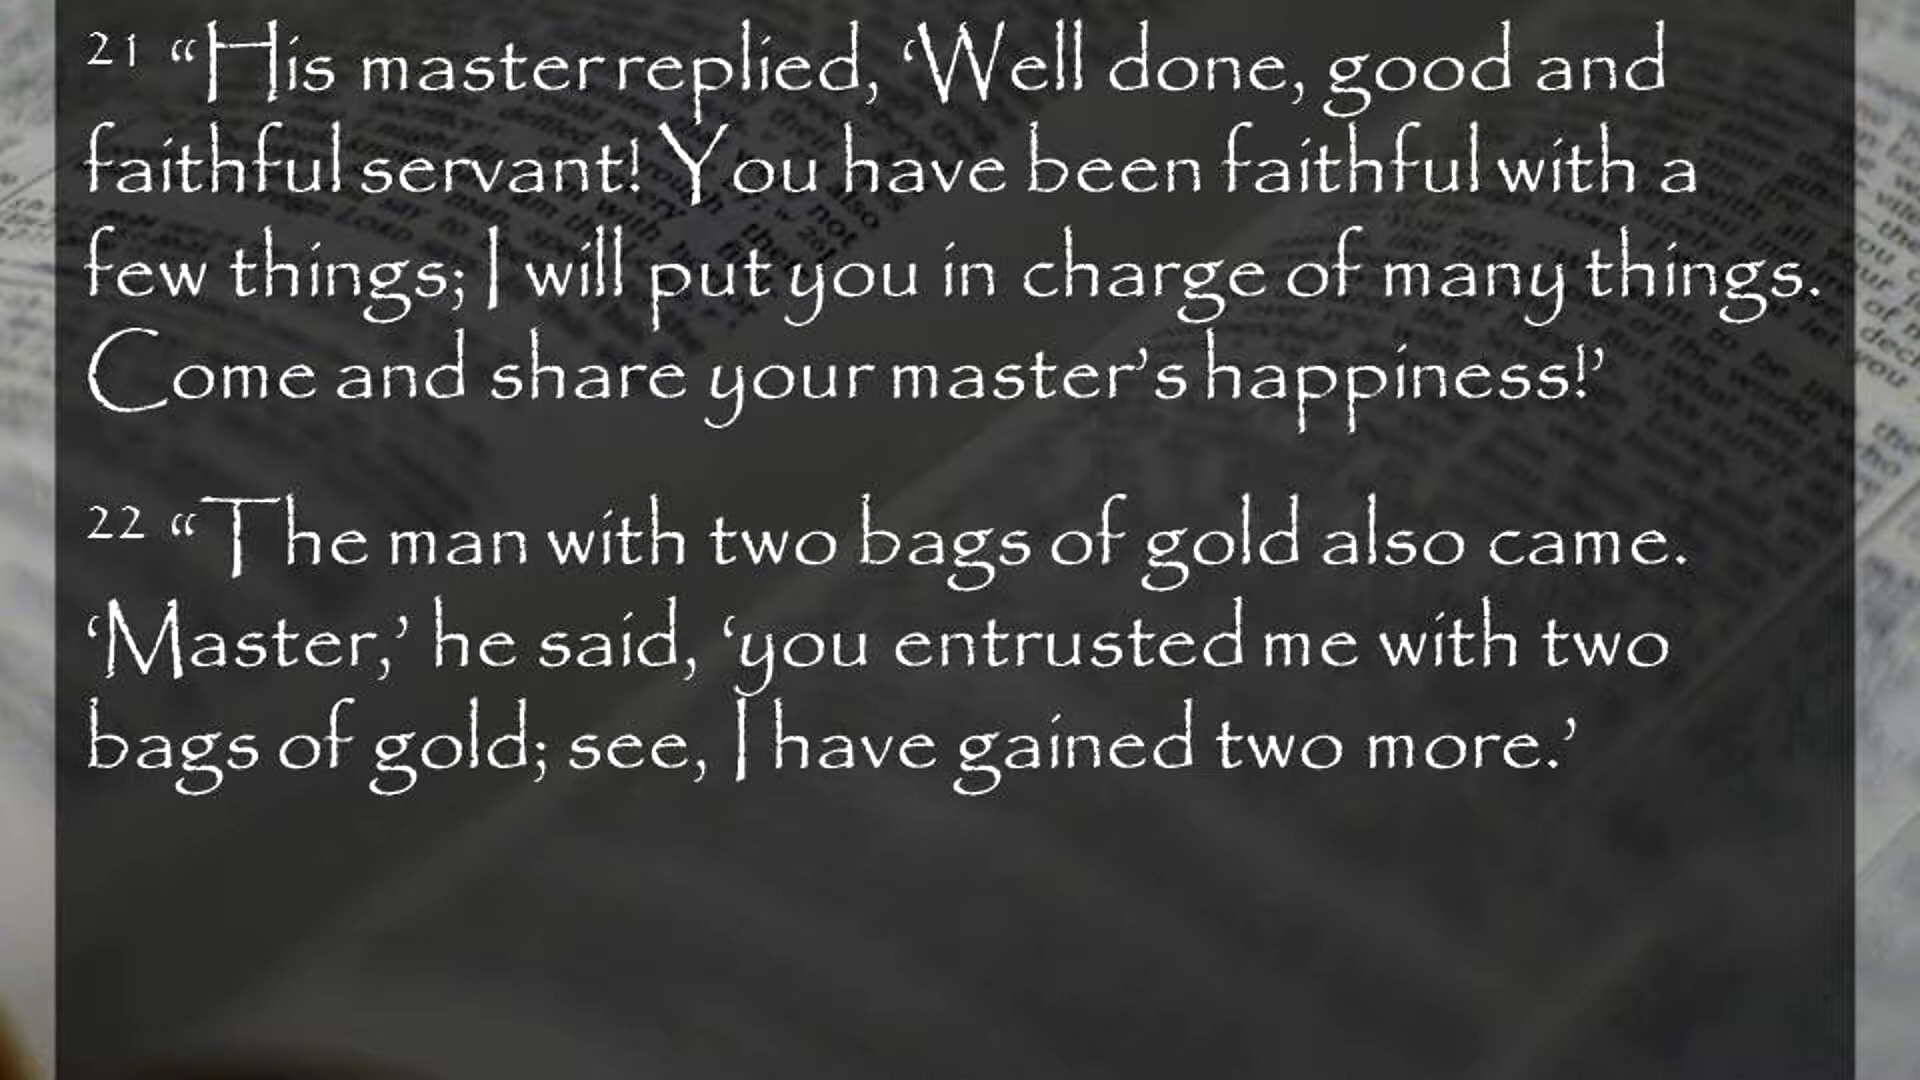 21 “His master replied, ‘Well done, good and
faithful servant! You have been faithful with a
few things; I will put you in charge of many things.
Come and share your master’s happiness!’
22 “The man with two bags of gold also came.
‘Master,’ he said, ‘you entrusted me with two
bags of gold; see, I have gained two more.’